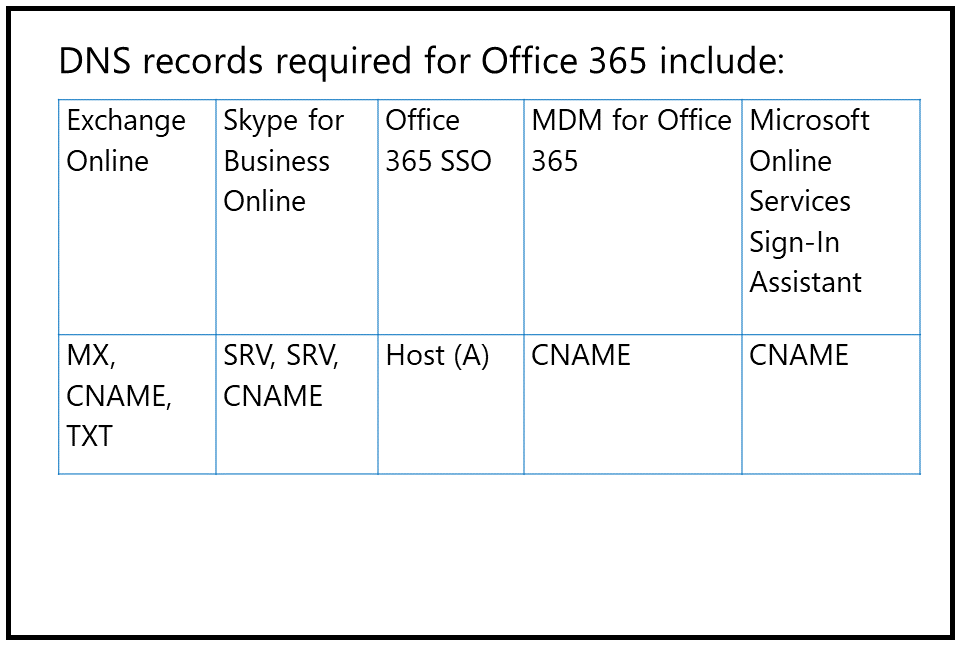 DNS records required for Office 365 include:
Exchange
Online
Skype for
Business
Online
Office
365 SSO
MDM for Office
365
Microsoft
Online
Services
Sign-In
Assistant
MX,
CNAME,
TXT
SRV, SRV,
CNAME
Host (A)
CNAME
CNAME